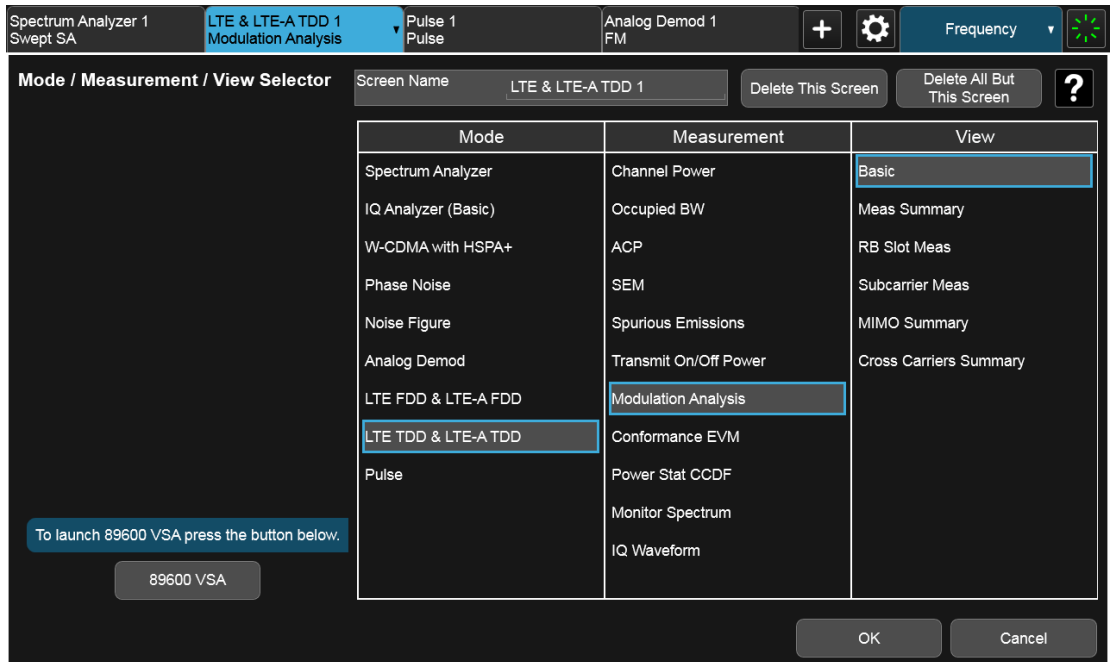 Spectrum Analyzer 1
Swept SA
LTE & LTE-A TDD 1
Modulation Analysis
Pulse 1
Pulse
Analog Demod 1
FM
+
Frequency
Mode / Measurement / View Selector
Screen Name
LTE & LTE-A TDD 1
Delete This Screen
Delete All But
This Screen
?
Mode
Measurement
View
Spectrum Analyzer
Channel Power
Basic
IQ Analyzer (Basic)
Occupied BW
Meas Summary
W-CDMA with HSPA+
ACP
RB Slot Meas
Phase Noise
SEM
Subcarrier Meas
Noise Figure
Spurious Emissions
MIMO Summary
Analog Demod
Transmit On/Off Power
Cross Carriers Summary
LTE FDD & LTE-A FDD
Modulation Analysis
LTE TDD & LTE-A TDD
Conformance EVM
Pulse
Power Stat CCDF
Monitor Spectrum
IQ Waveform
To launch 89600 VSA press the button below.
89600 VSA
OK
Cancel